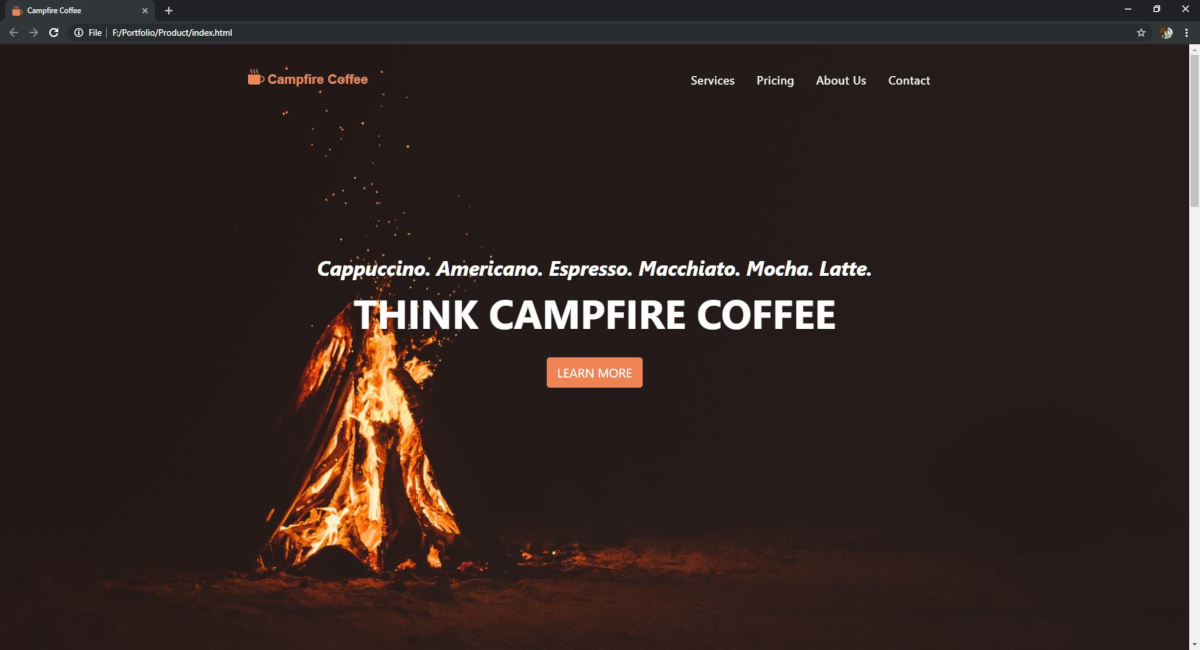 Campfire Coffee
File F:/Portfolio/Product/index.html
Campfire Coffee
Services Pricing About Us Contact
Cappuccino. Americano. Espresso. Macchiato. Mocha. Latte.
THINK CAMPFIRE COFFEE
LEARN MORE